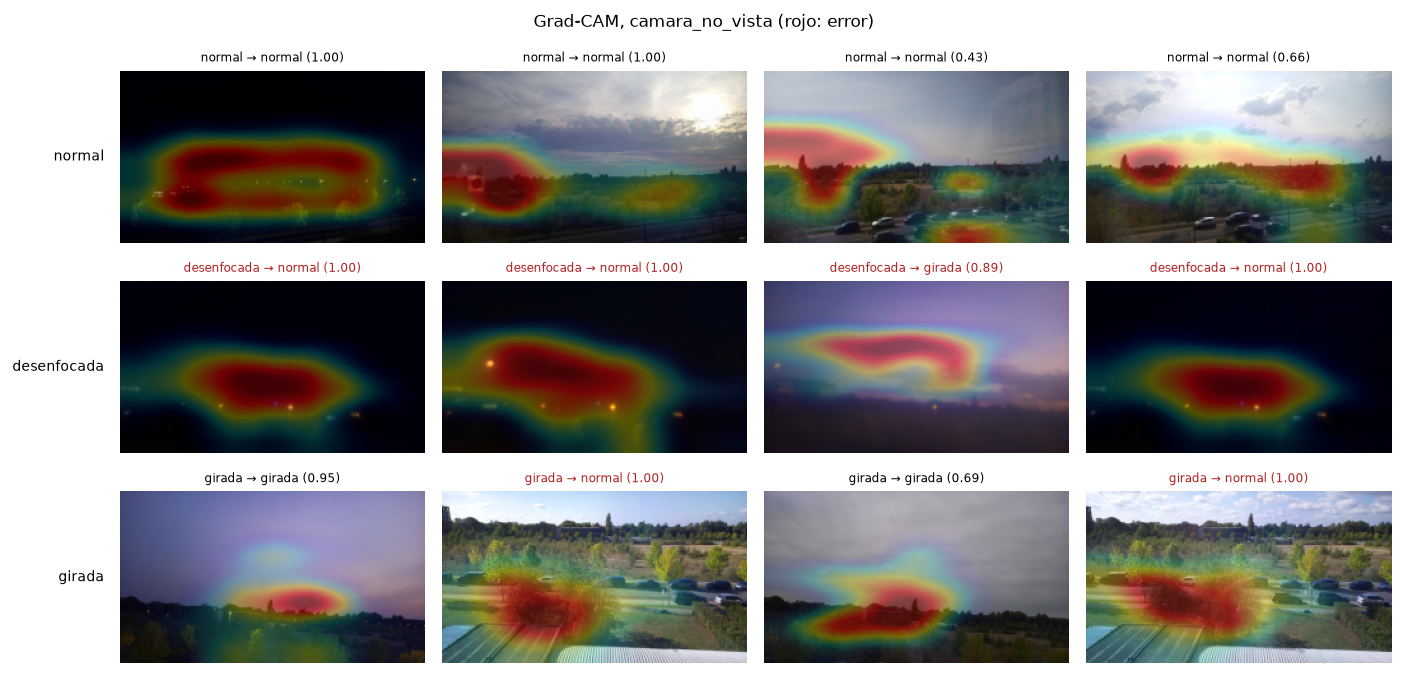 Grad-CAM, camara_no_vista (rojo: error)
normal → normal (1.00)
normal → normal (1.00)
normal → normal (0.43)
normal → normal (0.66)
normal
desenfocada → normal (1.00)
desenfocada → normal (1.00)
desenfocada → girada (0.89)
desenfocada → normal (1.00)
desenfocada
girada → girada (0.95)
girada → normal (1.00)
girada → girada (0.69)
girada → normal (1.00)
girada